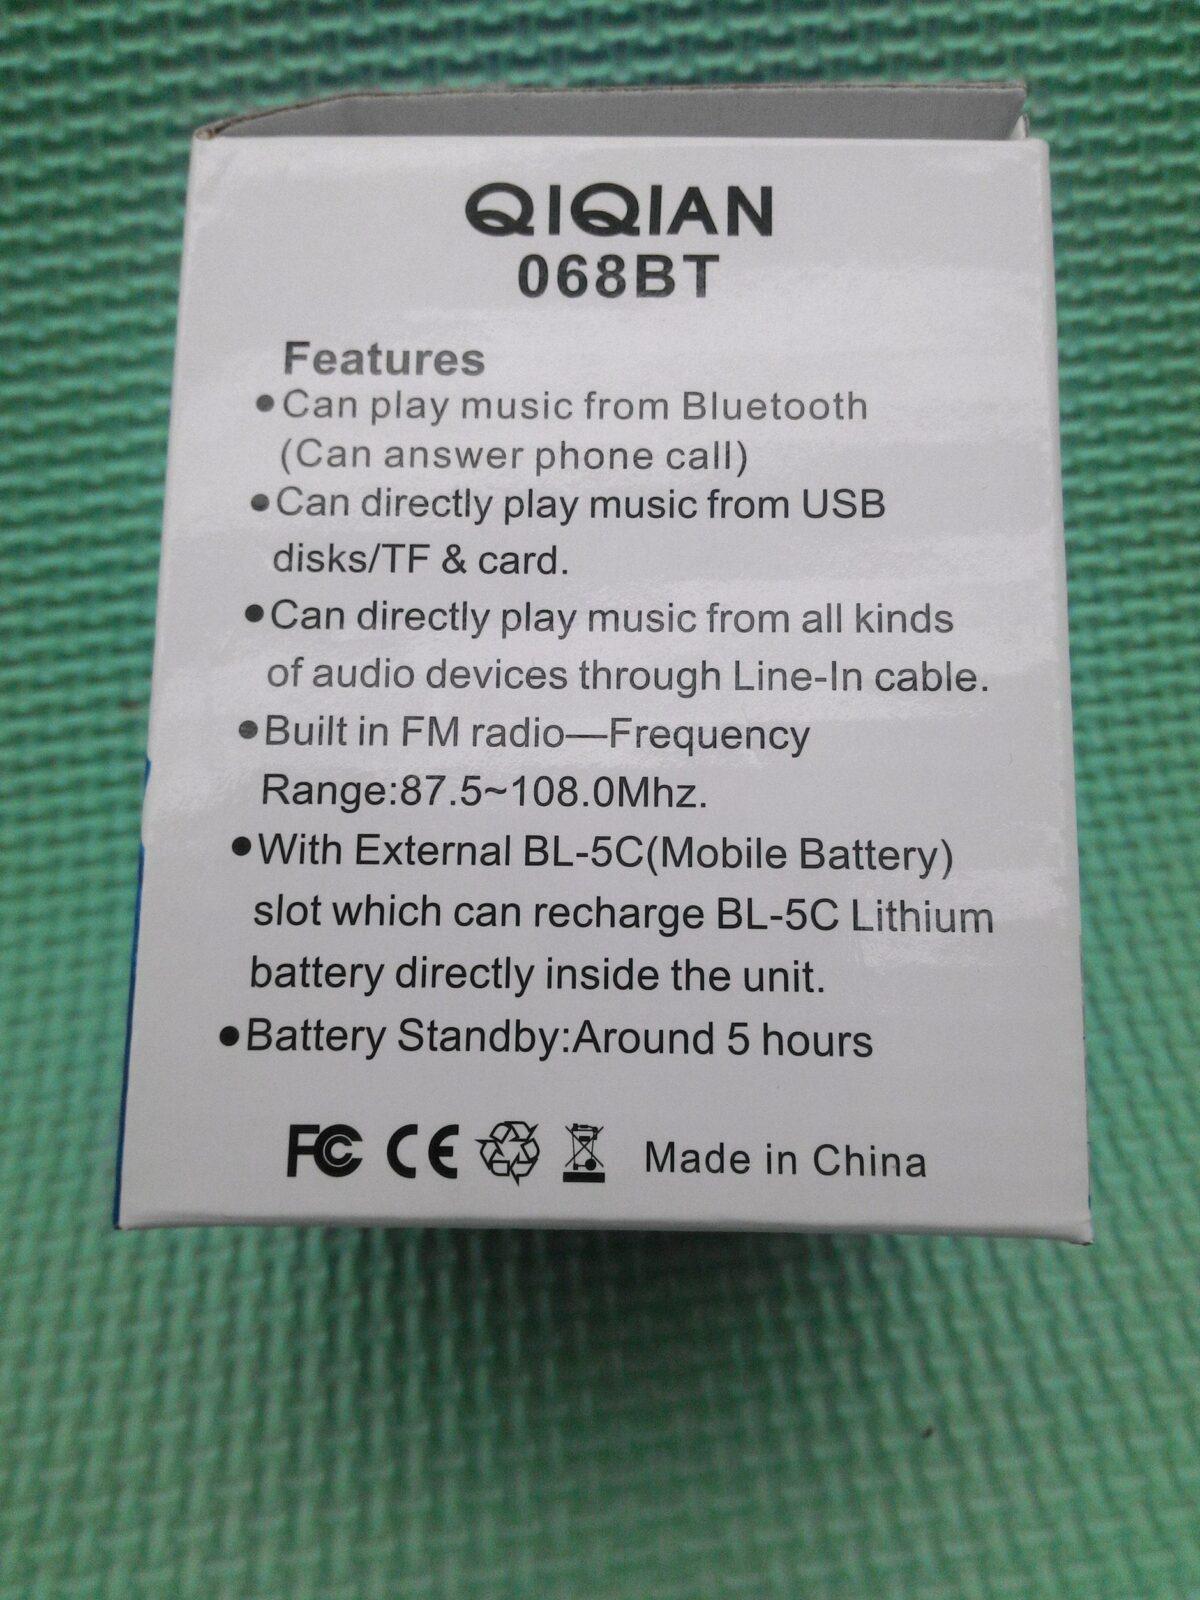 QIQIAN
068BT
Features
●Can play music from Bluetooth
(Can answer phone call)
●Can directly play music from USB
disks/TF & card.
●Can directly play music from all kinds
of audio devices through Line-In cable.
●Built in FM radio—Frequency
Range:87.5~108.0Mhz.
●With External BL-5C(Mobile Battery)
slot which can recharge BL-5C Lithium
battery directly inside the unit.
●Battery Standby:Around 5 hours
FC CE Made in China